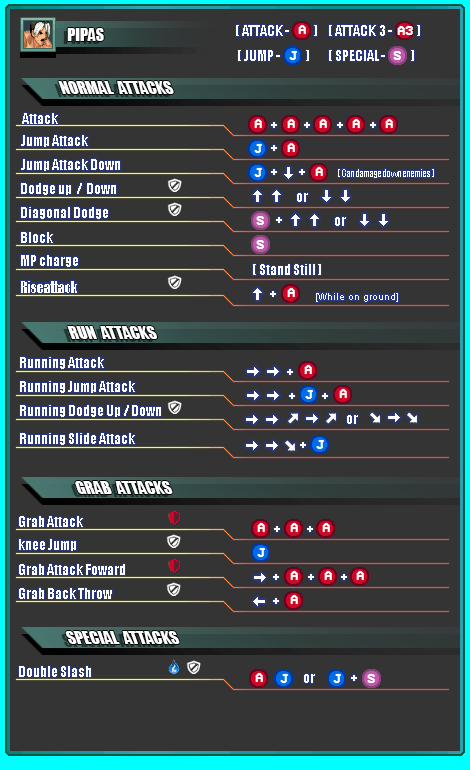 PIPAS [ ATTACK - A ] [ ATTACK 3 - A3 ]
[ JUMP - J ] [ SPECIAL - S ]
NORMAL ATTACKS
Attack A + A + A + A + A
Jump Attack J + A
Jump Attack Down J + ↓ + A [Can damage down enemies]
Dodge up / Down ↑ ↑ or ↓ ↓
Diagonal Dodge S + ↑ ↑ or ↓ ↓
Block S
MP charge [ Stand Still ]
Riseattack ↑ + A [While on ground]
RUN ATTACKS
Running Attack → → + A
Running Jump Attack → → + J + A
Running Dodge Up / Down → → ↗ → ↗ or ↘ → ↘
Running Slide Attack → → ↘ + J
GRAB ATTACKS
Grab Attack A + A + A
knee Jump J
Grab Attack Foward → + A + A + A
Grab Back Throw ← + A
SPECIAL ATTACKS
Double Slash A J or J + S